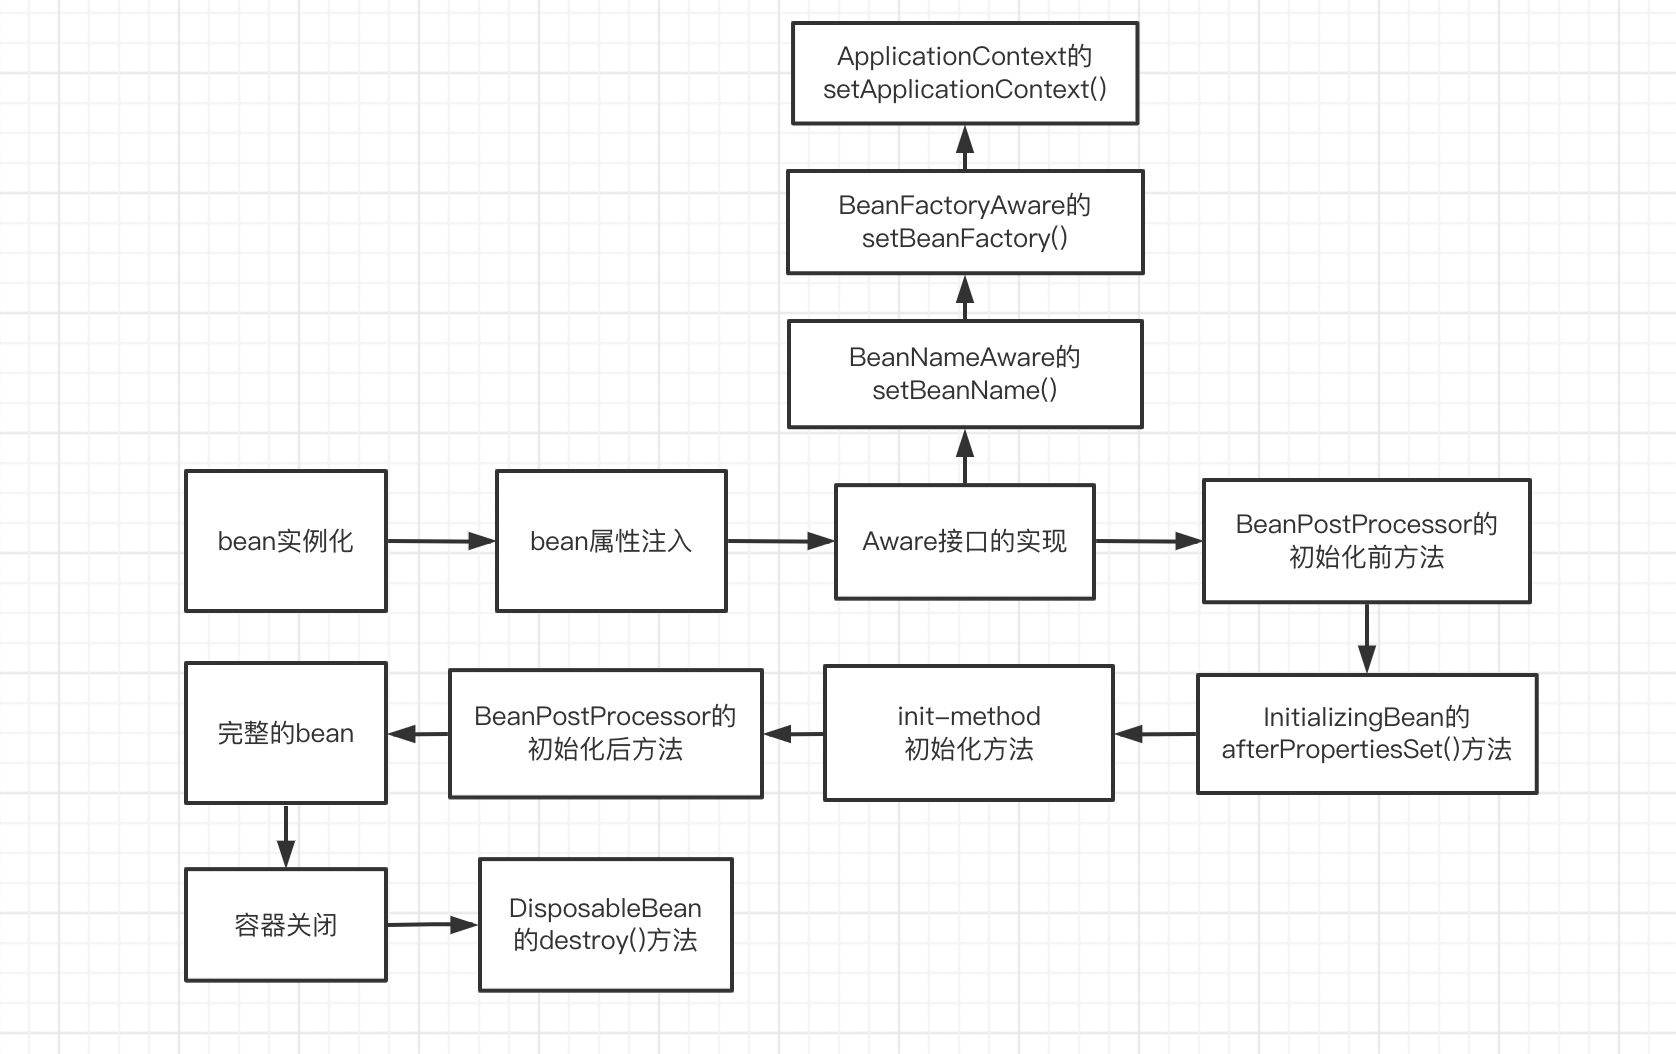 ApplicationContext的
setApplicationContext()
BeanFactoryAware的
setBeanFactory()
BeanNameAware的
setBeanName()
bean实例化
bean属性注入
Aware接口的实现
BeanPostProcessor的
初始化前方法
完整的bean
BeanPostProcessor的
初始化后方法
init-method
初始化方法
InitializingBean的
afterPropertiesSet()方法
容器关闭
DisposableBean
的destroy()方法